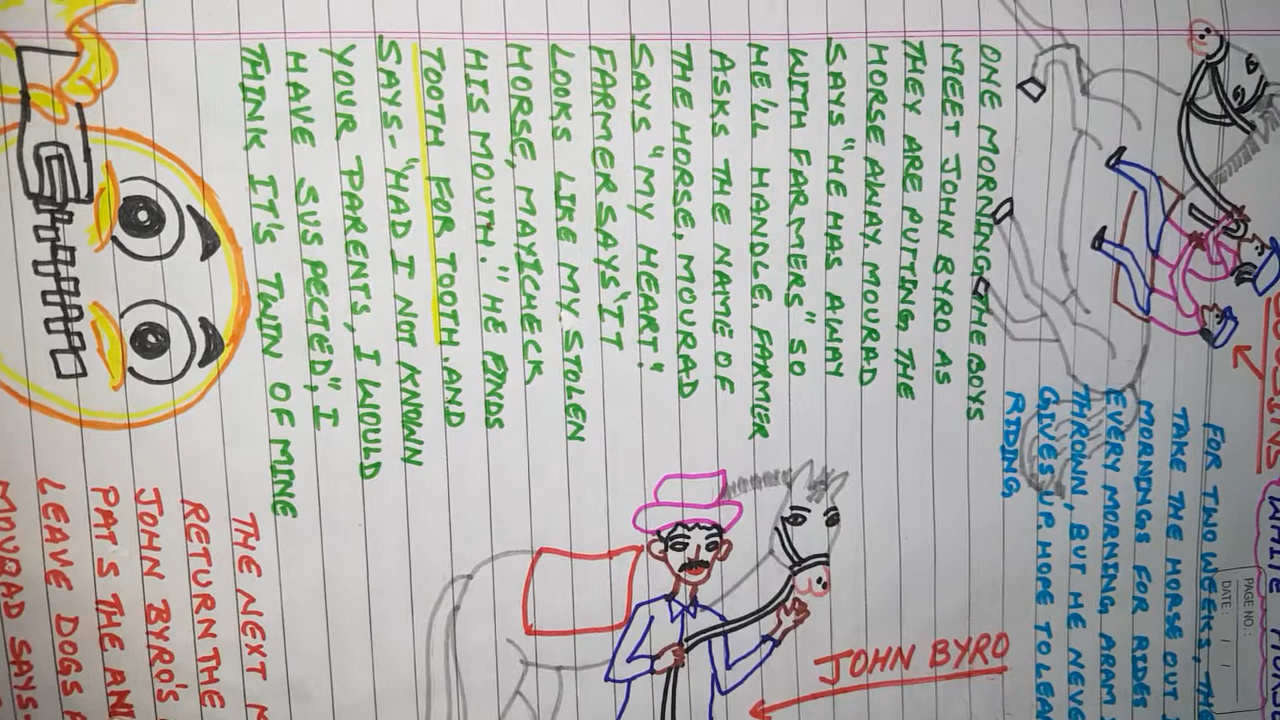 PAGE NO.:
DATE: / /
FOR TWO WEEKS, THE
TAKE THE HORSE OUT
MORNINGS FOR RIDES
EVERY MORNING, ARAM
THROWN, BUT HE NEVE
GIVES UP HOPE TO LEA
RIDING
ONE MORNING, THE BOYS
MEET JOHN BYRO AS
THEY ARE PUTTING THE
HORSE AWAY. MOURAD
SAYS "HE HAS AWAY
WITH FARMERS" SO
HE'LL HANDLE. FARMER
ASKS THE NAME OF
THE HORSE, MOURAD
SAYS "MY HEART."
FARMER SAYS "IT
LOOKS LIKE MY STOLEN
HORSE, MAY I CHECK
HIS MOUTH." HE FINDS
TOOTH FOR TOOTH. AND
SAYS - "HAD I NOT KNOWN
YOUR PARENTS, I WOULD
HAVE SUSPECTED", I
THINK IT'S TWIN OF MINE
JOHN BYRO
THE NEXT M
RETURN THE
JOHN BYRO'S
PATS THE AN
LEAVE DOGS
MOURAD SAYS-